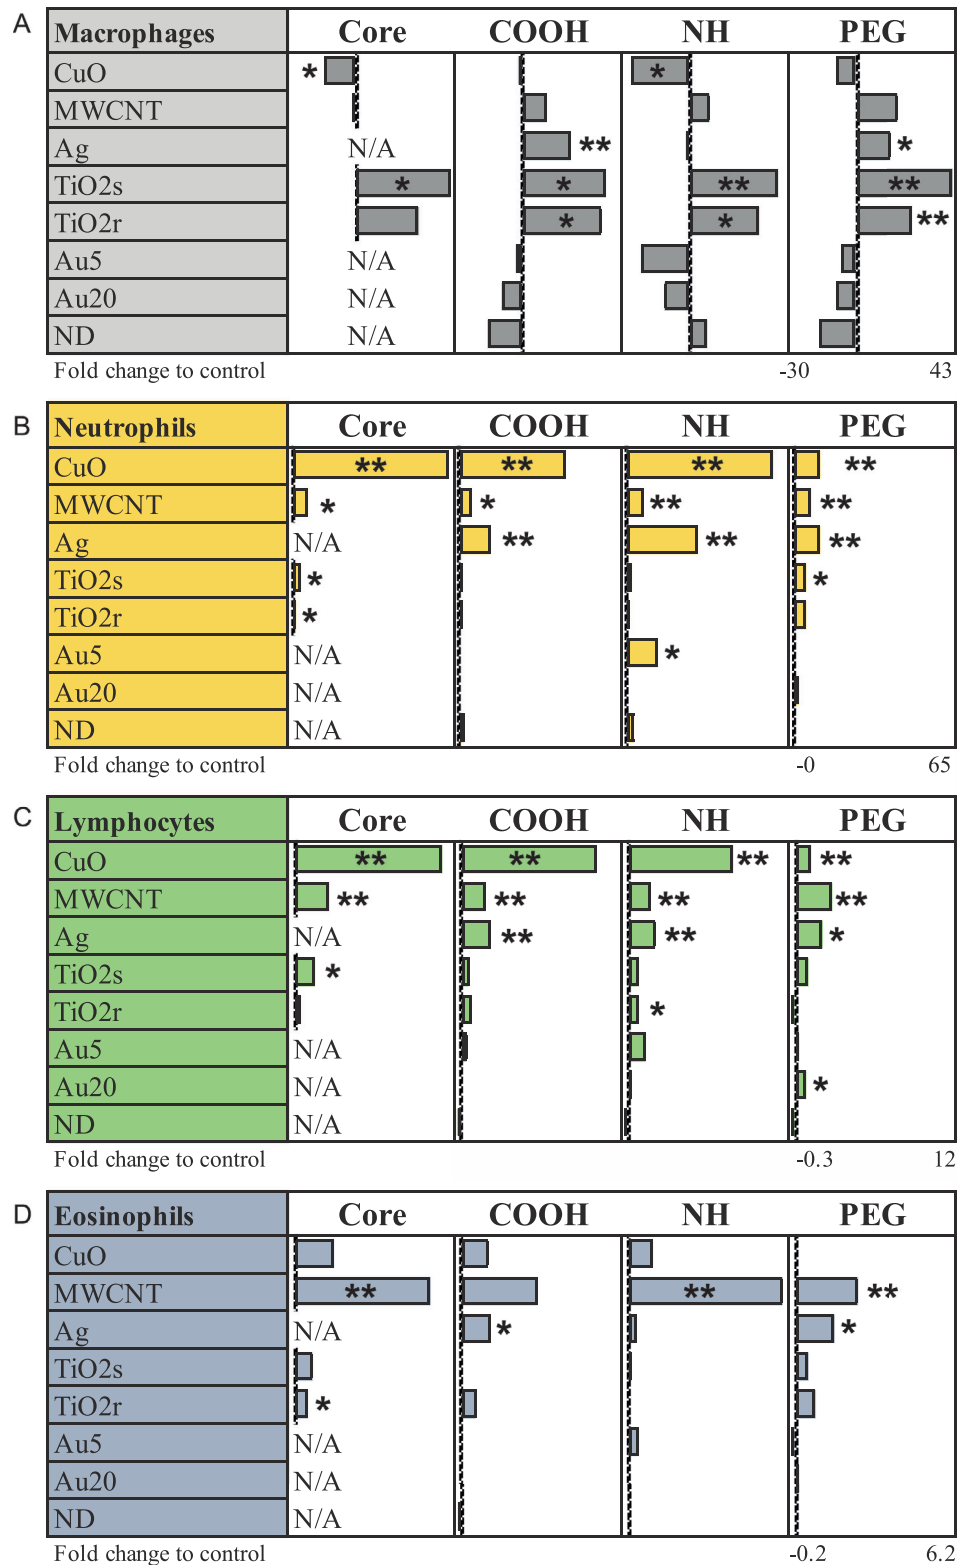 A
Macrophages Core COOH NH PEG
CuO * *
MWCNT
Ag N/A ** *
TiO2s * * ** **
TiO2r * * **
Au5 N/A
Au20 N/A
ND N/A
Fold change to control -30 43
B
Neutrophils Core COOH NH PEG
CuO ** ** ** **
MWCNT * * ** **
Ag N/A ** ** **
TiO2s * *
TiO2r *
Au5 N/A *
Au20 N/A
ND N/A
Fold change to control -0 65
C
Lymphocytes Core COOH NH PEG
CuO ** ** ** **
MWCNT ** ** ** **
Ag N/A ** ** *
TiO2s *
TiO2r *
Au5 N/A
Au20 N/A *
ND N/A
Fold change to control -0.3 12
D
Eosinophils Core COOH NH PEG
CuO
MWCNT ** ** **
Ag N/A * *
TiO2s
TiO2r *
Au5 N/A
Au20 N/A
ND N/A
Fold change to control -0.2 6.2